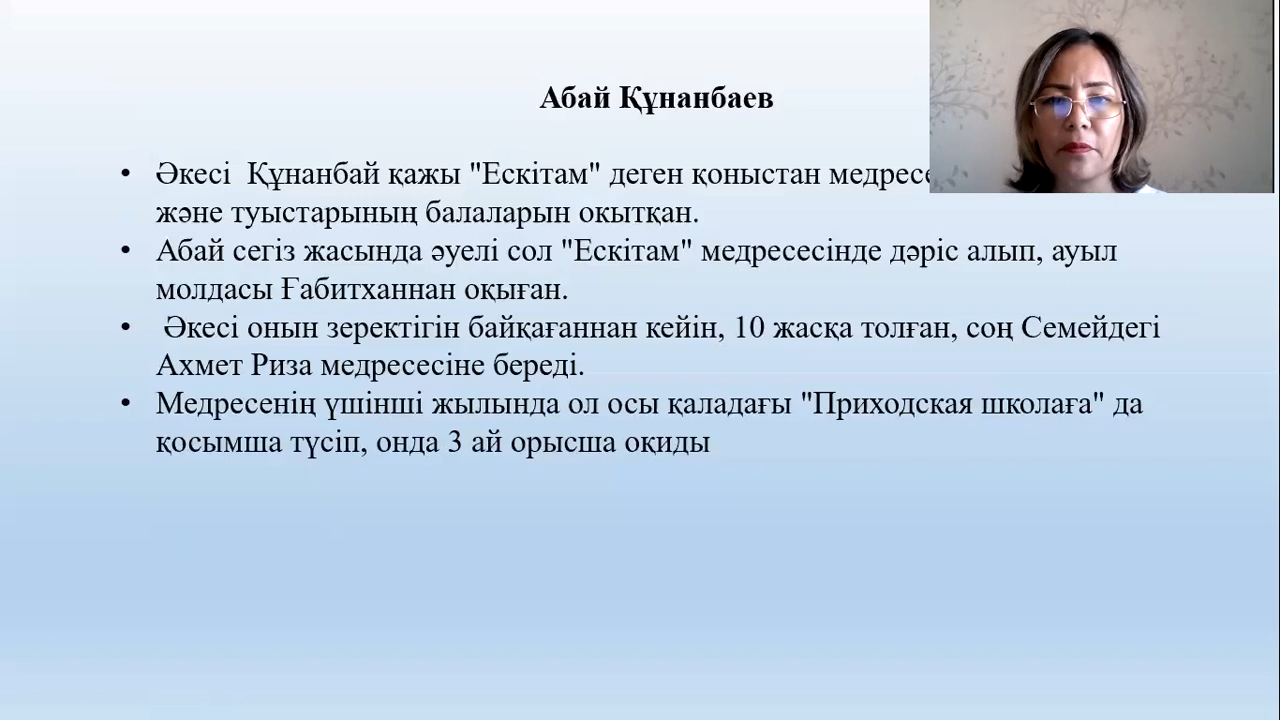 Абай Құнанбаев
• Әкесі Құнанбай қажы "Ескітам" деген қоныстан медресе
және туыстарының балаларын окытқан.
• Абай сегіз жасында әуелі сол "Ескітам" медресесінде дәріс алып, ауыл
молдасы Ғабитханнан оқыған.
• Әкесі онын зеректігін байқағаннан кейін, 10 жасқа толған, соң Семейдегі
Ахмет Риза медресесіне береді.
• Медресенің үшінші жылында ол осы қаладағы "Приходская школаға" да
қосымша түсіп, онда 3 ай орысша оқиды